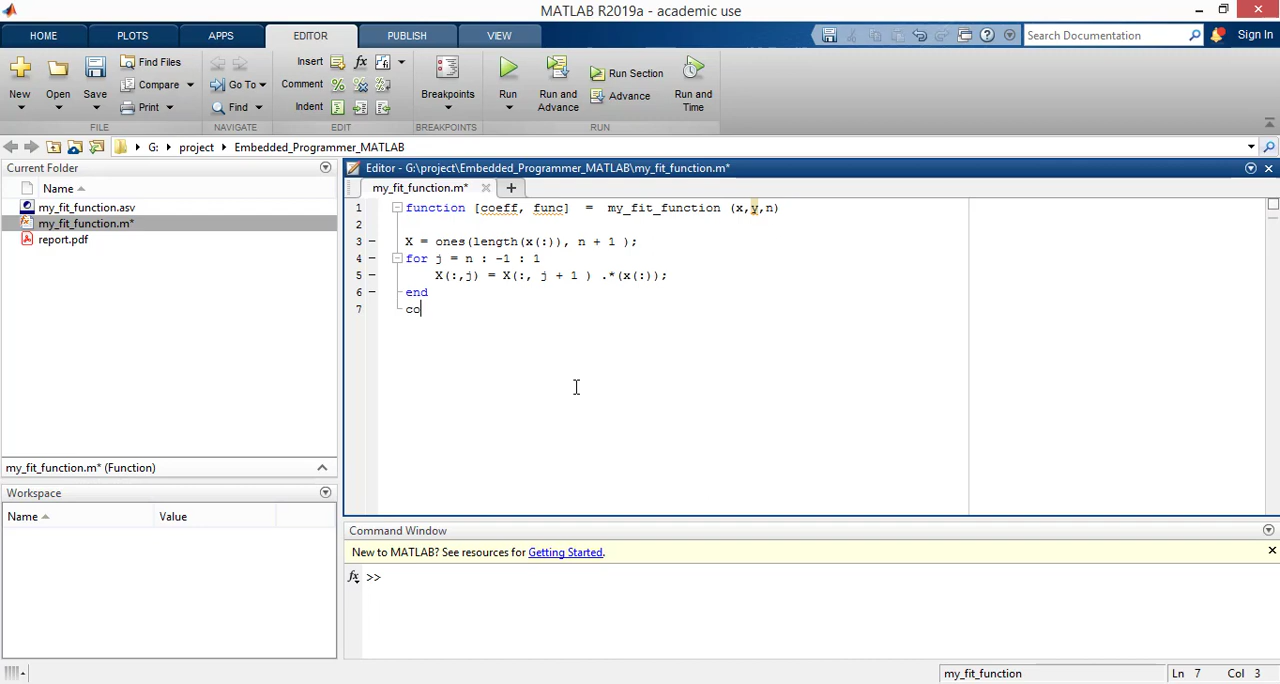 MATLAB R2019a - academic use
HOME PLOTS APPS EDITOR PUBLISH VIEW Search Documentation Sign In
New Open Save Find Files Compare Print
Go To Find
Insert fx
Comment
Indent
Breakpoints
Run Run and Advance Run Section Advance Run and Time
FILE NAVIGATE EDIT BREAKPOINTS RUN
G: project Embedded_Programmer_MATLAB
Current Folder
Name
my_fit_function.asv
my_fit_function.m*
report.pdf
my_fit_function.m* (Function)
Workspace
Name Value
Editor - G:\project\Embedded_Programmer_MATLAB\my_fit_function.m*
my_fit_function.m*
1 function [coeff, func] = my_fit_function (x,y,n)
2
3 X = ones(length(x(:)), n + 1 );
4 for j = n : -1 : 1
5 X(:,j) = X(:, j + 1 ) .*(x(:));
6 end
7 co
Command Window
New to MATLAB? See resources for Getting Started.
fx >>
my_fit_function Ln 7 Col 3